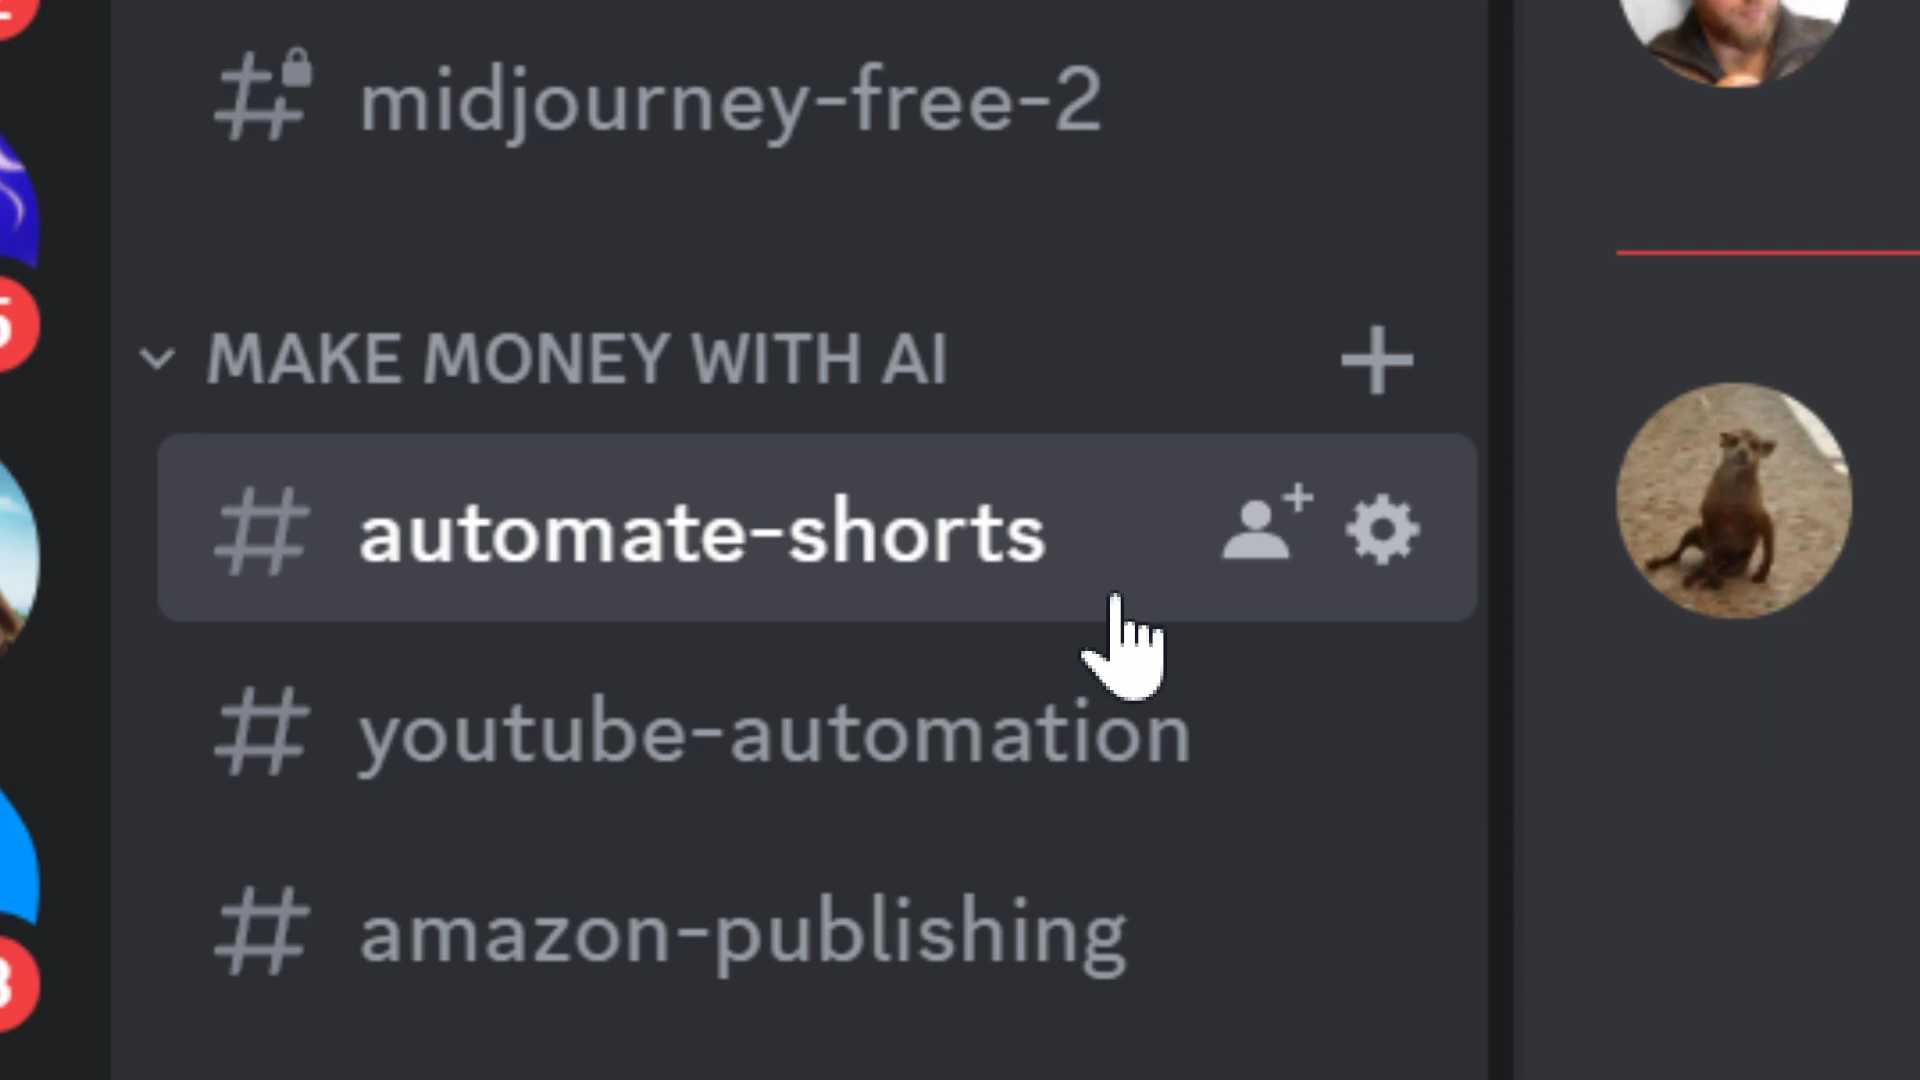 midjourney-free-2
MAKE MONEY WITH AI
automate-shorts
youtube-automation
amazon-publishing